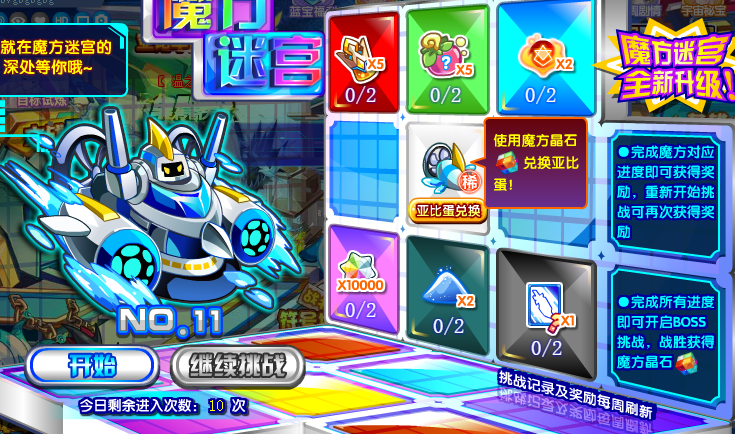 魔方
迷宫
就在魔方迷宫的
深处等你哦~
目标试炼
NO.11
开始
继续挑战
今日剩余进入次数：10 次
X5
0/2
X5
0/2
X2
0/2
稀
亚比蛋兑换
使用魔方晶石
兑换亚比
蛋！
X10000
0/2
X2
0/2
X1
0/2
魔方迷宫
全新升级！
●完成魔方对应
进度即可获得奖
励，重新开始挑
战可再次获得奖
励
●完成所有进度
即可开启BOSS
挑战，战胜获得
魔方晶石
挑战记录及奖励每周刷新